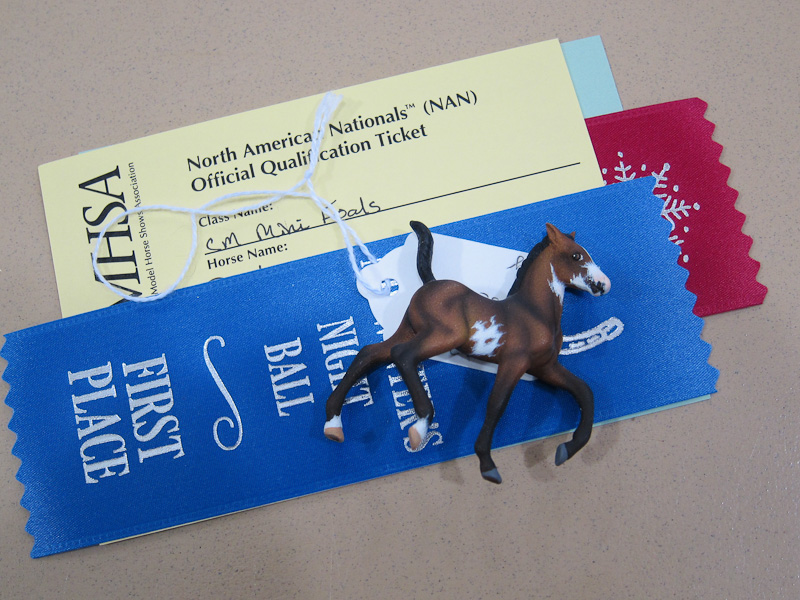 North American Nationals™ (NAN)
Official Qualification Ticket
Class Name:
CM Mini Foals
Horse Name:
MHSA
Model Horse Shows Association
FIRST
PLACE
BALL
NIGHT